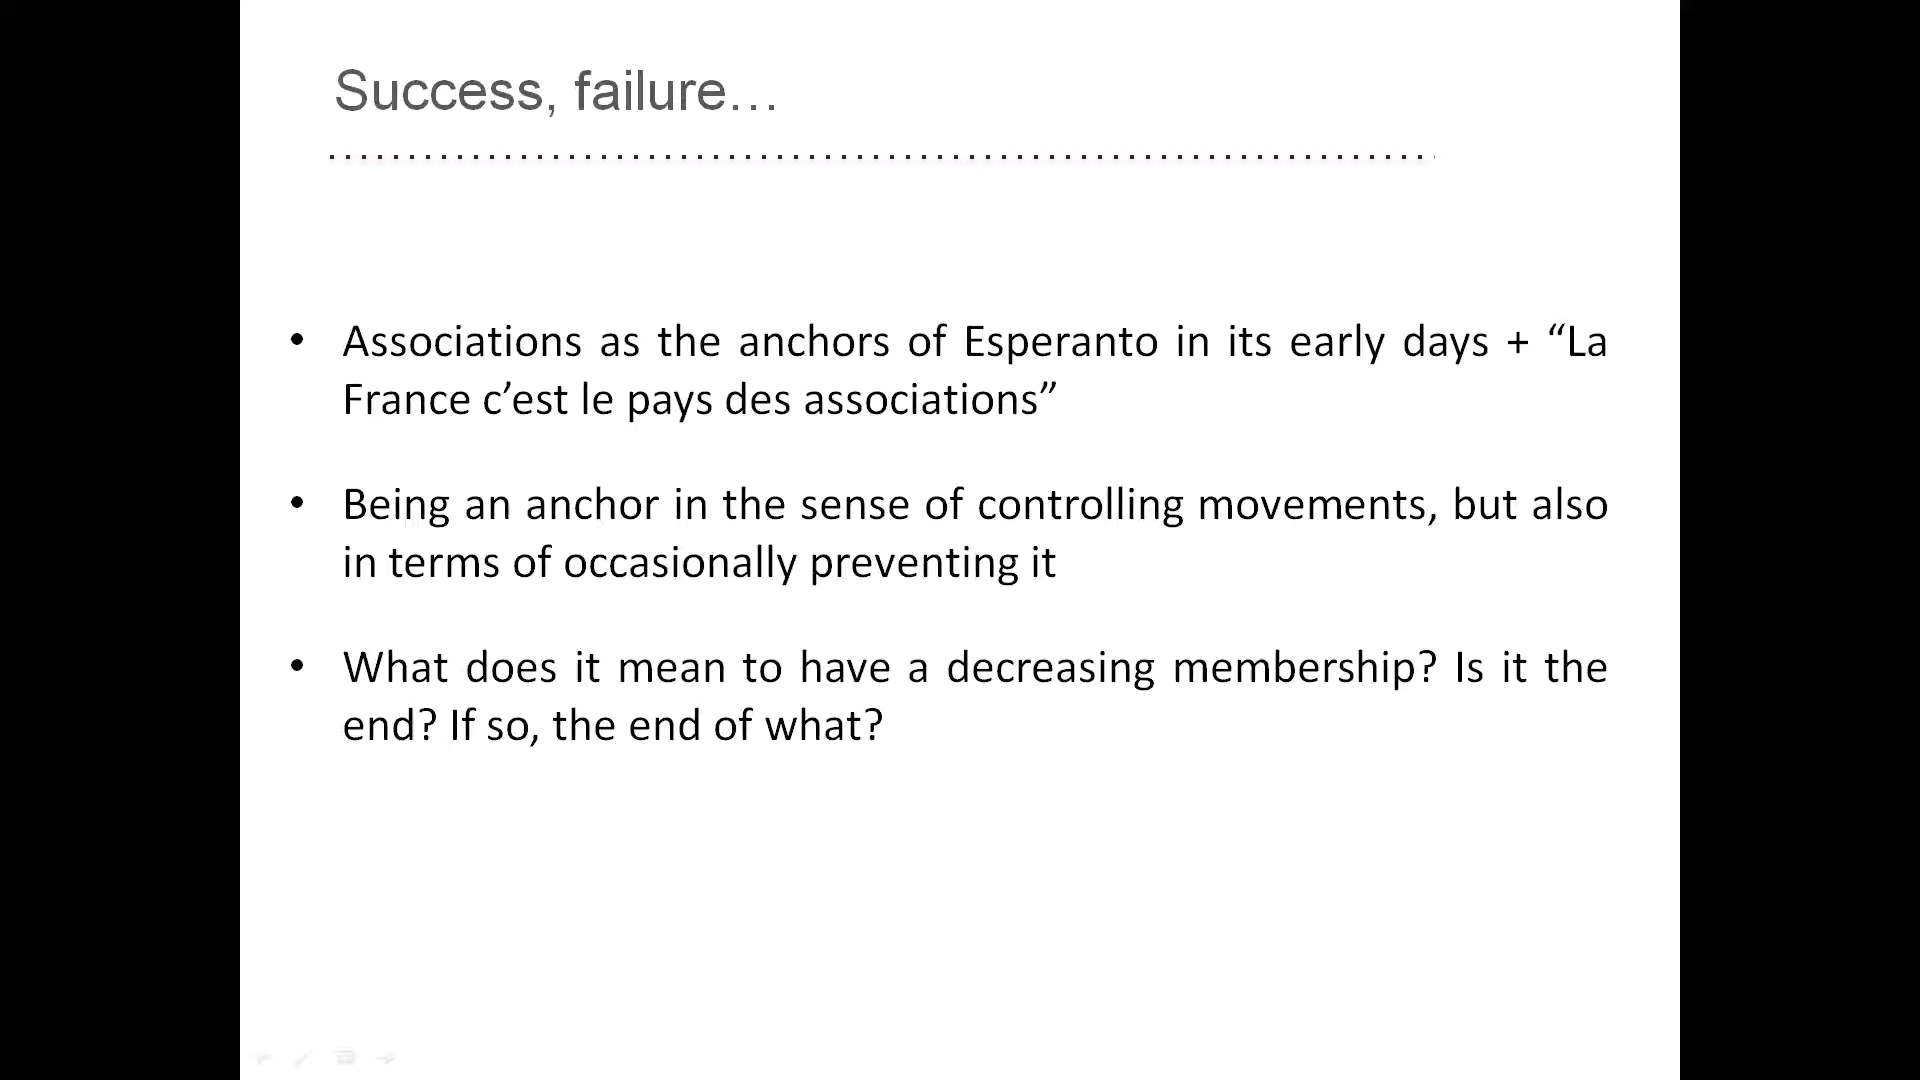 Success, failure…
• Associations as the anchors of Esperanto in its early days + “La
France c’est le pays des associations”
• Being an anchor in the sense of controlling movements, but also
in terms of occasionally preventing it
• What does it mean to have a decreasing membership? Is it the
end? If so, the end of what?